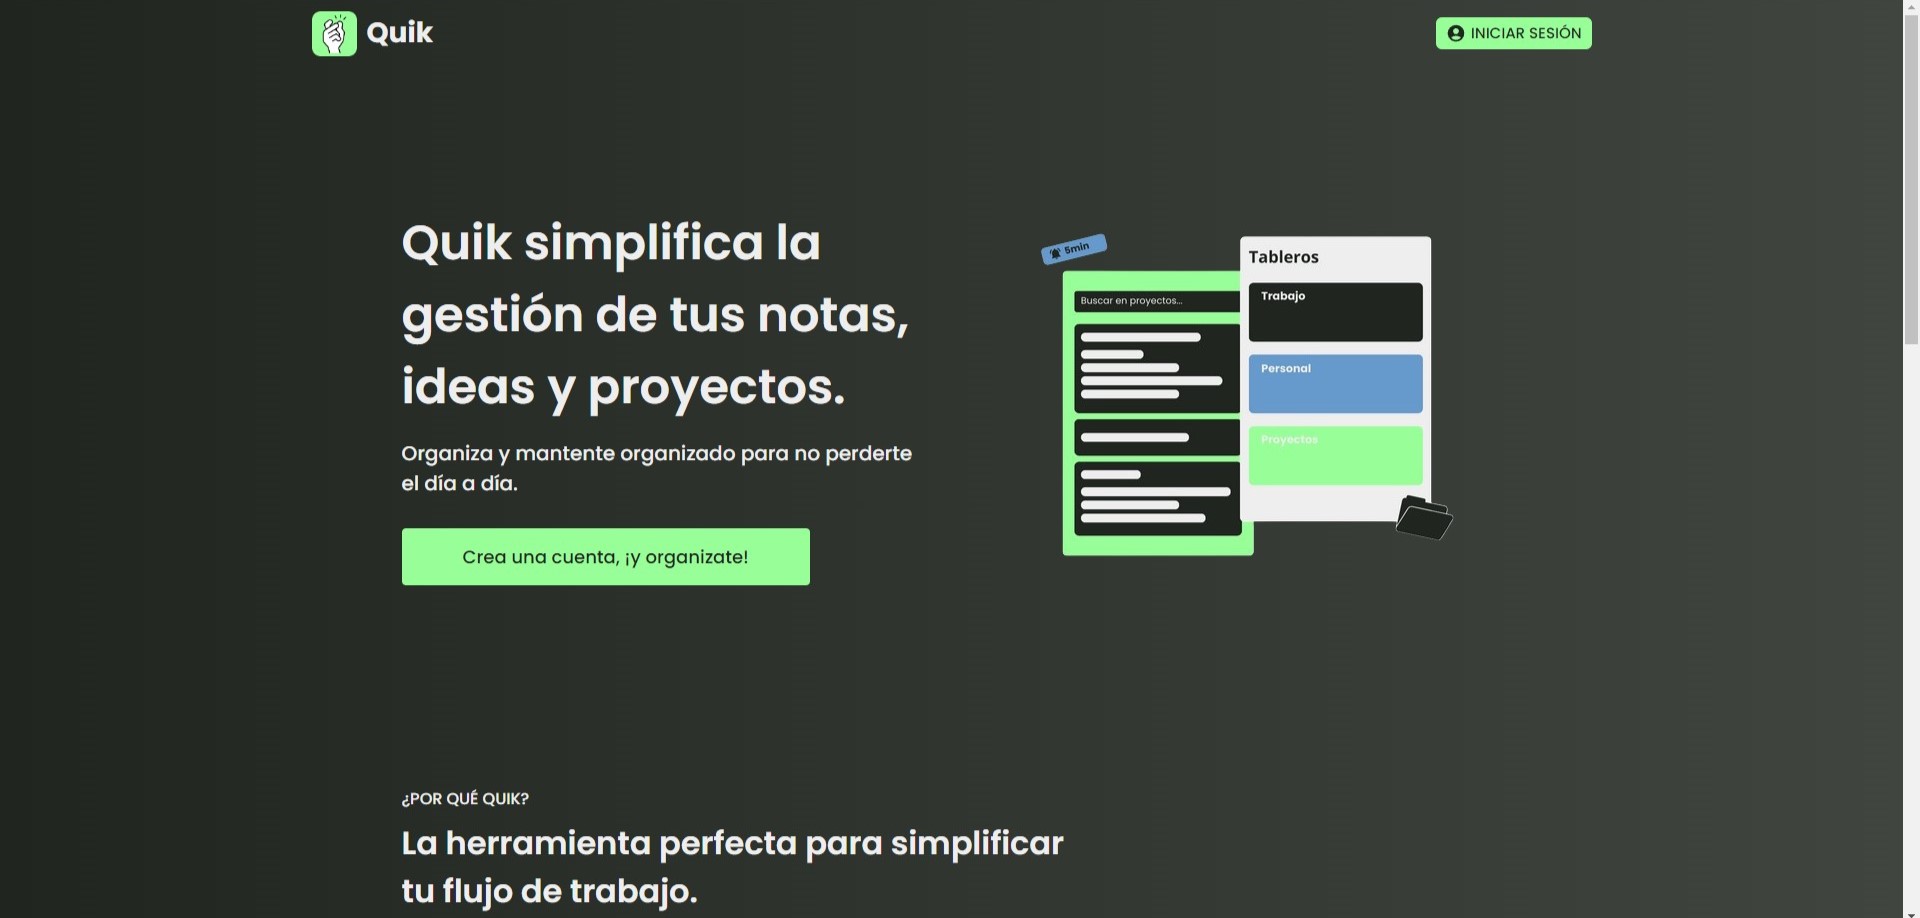 Quik
INICIAR SESIÓN
Quik simplifica la
gestión de tus notas,
ideas y proyectos.
Organiza y mantente organizado para no perderte
el día a día.
Crea una cuenta, ¡y organizate!
5min
Buscar en proyectos...
Tableros
Trabajo
Personal
Proyectos
¿POR QUÉ QUIK?
La herramienta perfecta para simplificar
tu flujo de trabajo.